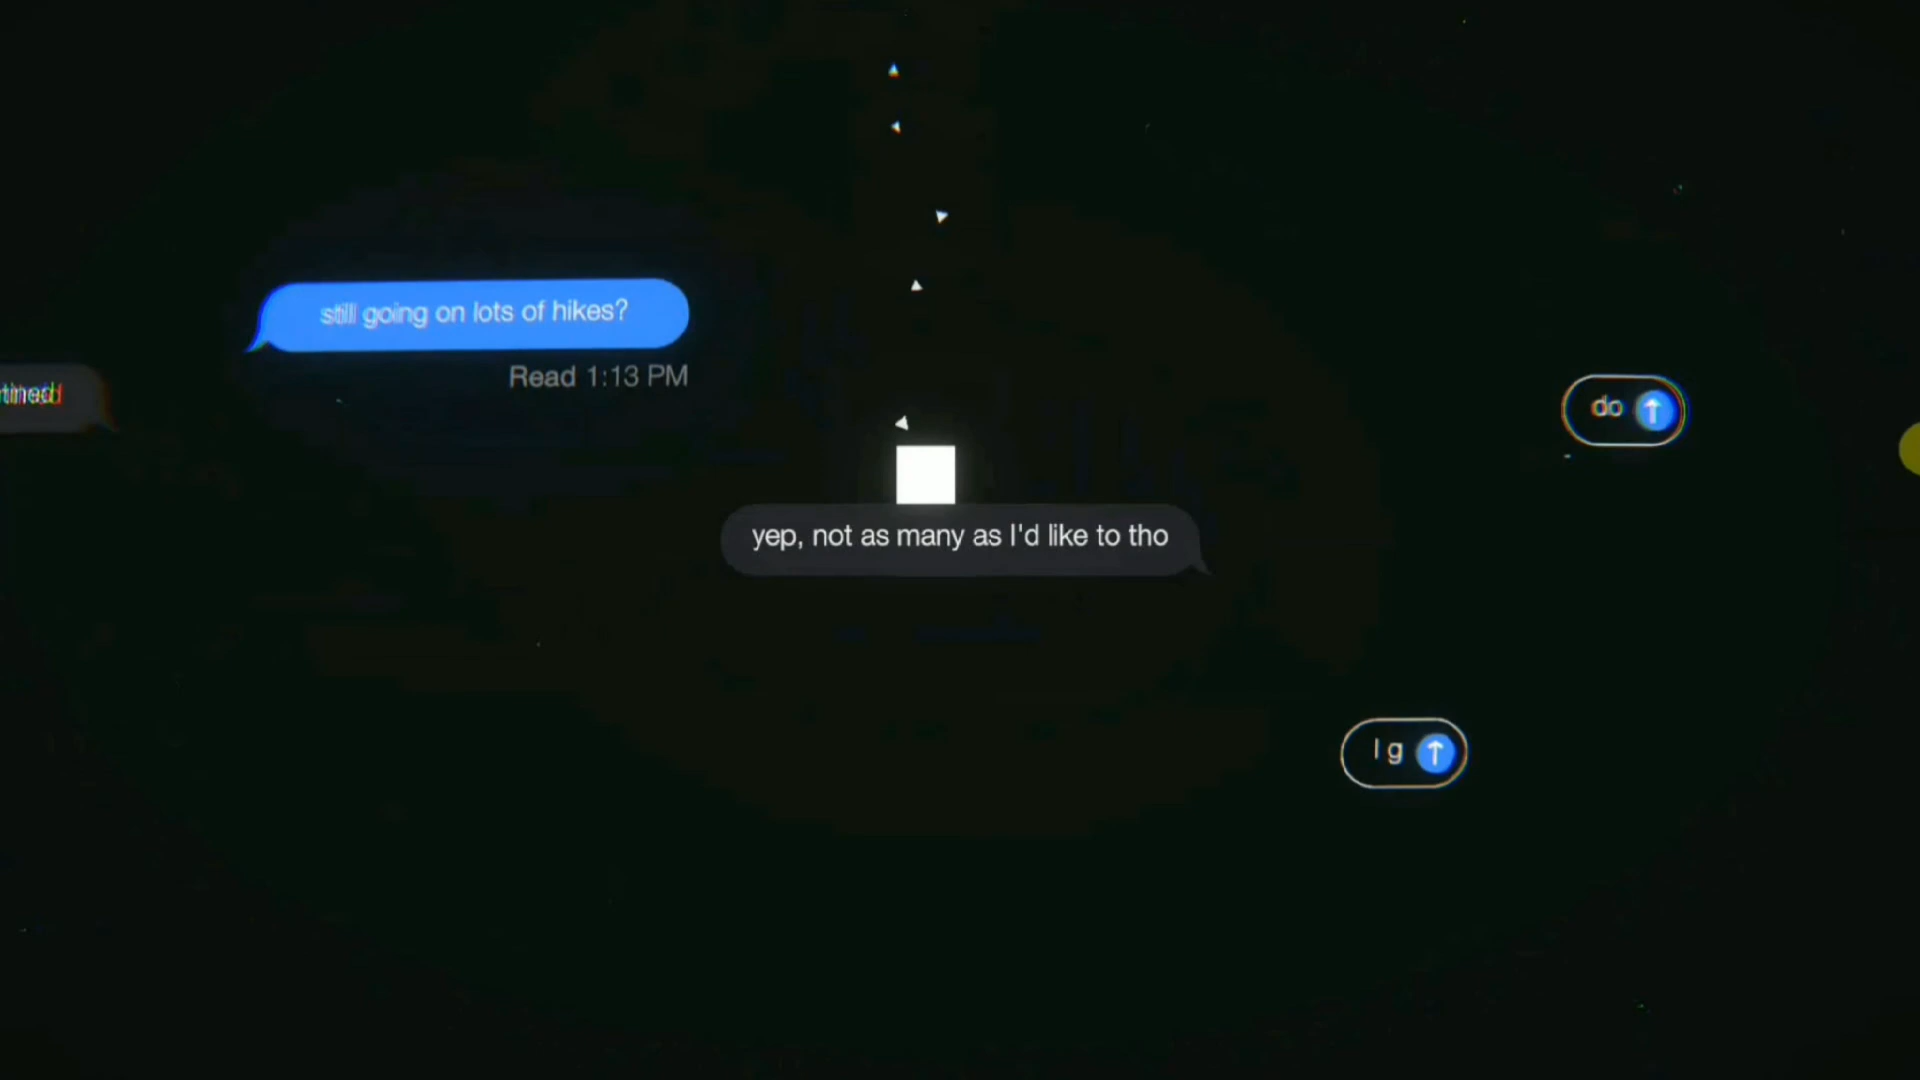 still going on lots of hikes?
Read 1:13 PM
do
yep, not as many as I'd like to tho
I g